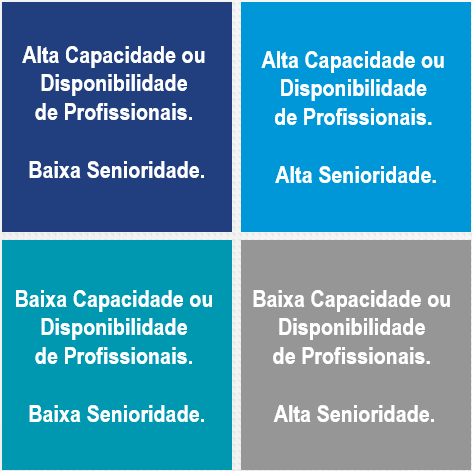 Alta Capacidade ou
Disponibilidade
de Profissionais.
Baixa Senioridade.
Alta Capacidade ou
Disponibilidade
de Profissionais.
Alta Senioridade.
Baixa Capacidade ou
Disponibilidade
de Profissionais.
Baixa Senioridade.
Baixa Capacidade ou
Disponibilidade
de Profissionais.
Alta Senioridade.